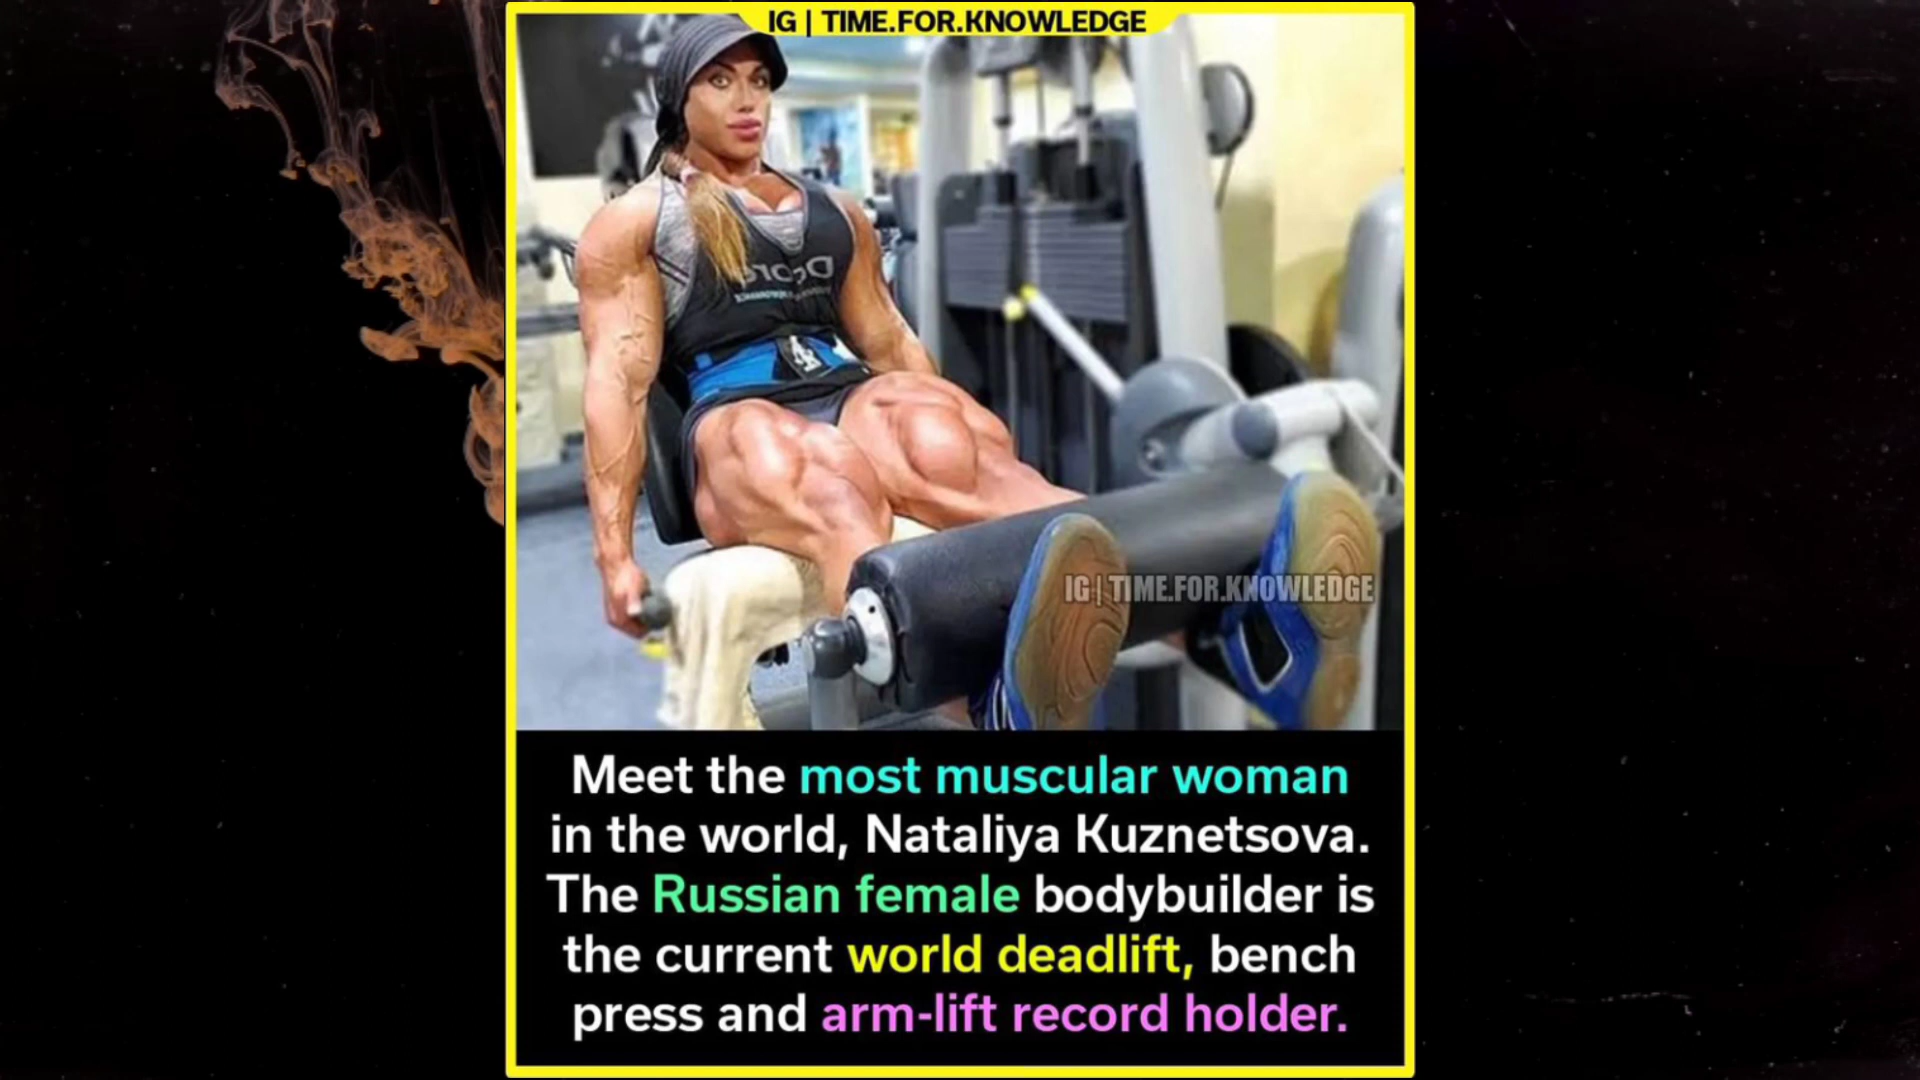 IG | TIME.FOR.KNOWLEDGE
IG | TIME.FOR.KNOWLEDGE
Meet the most muscular woman
in the world, Nataliya Kuznetsova.
The Russian female bodybuilder is
the current world deadlift, bench
press and arm-lift record holder.